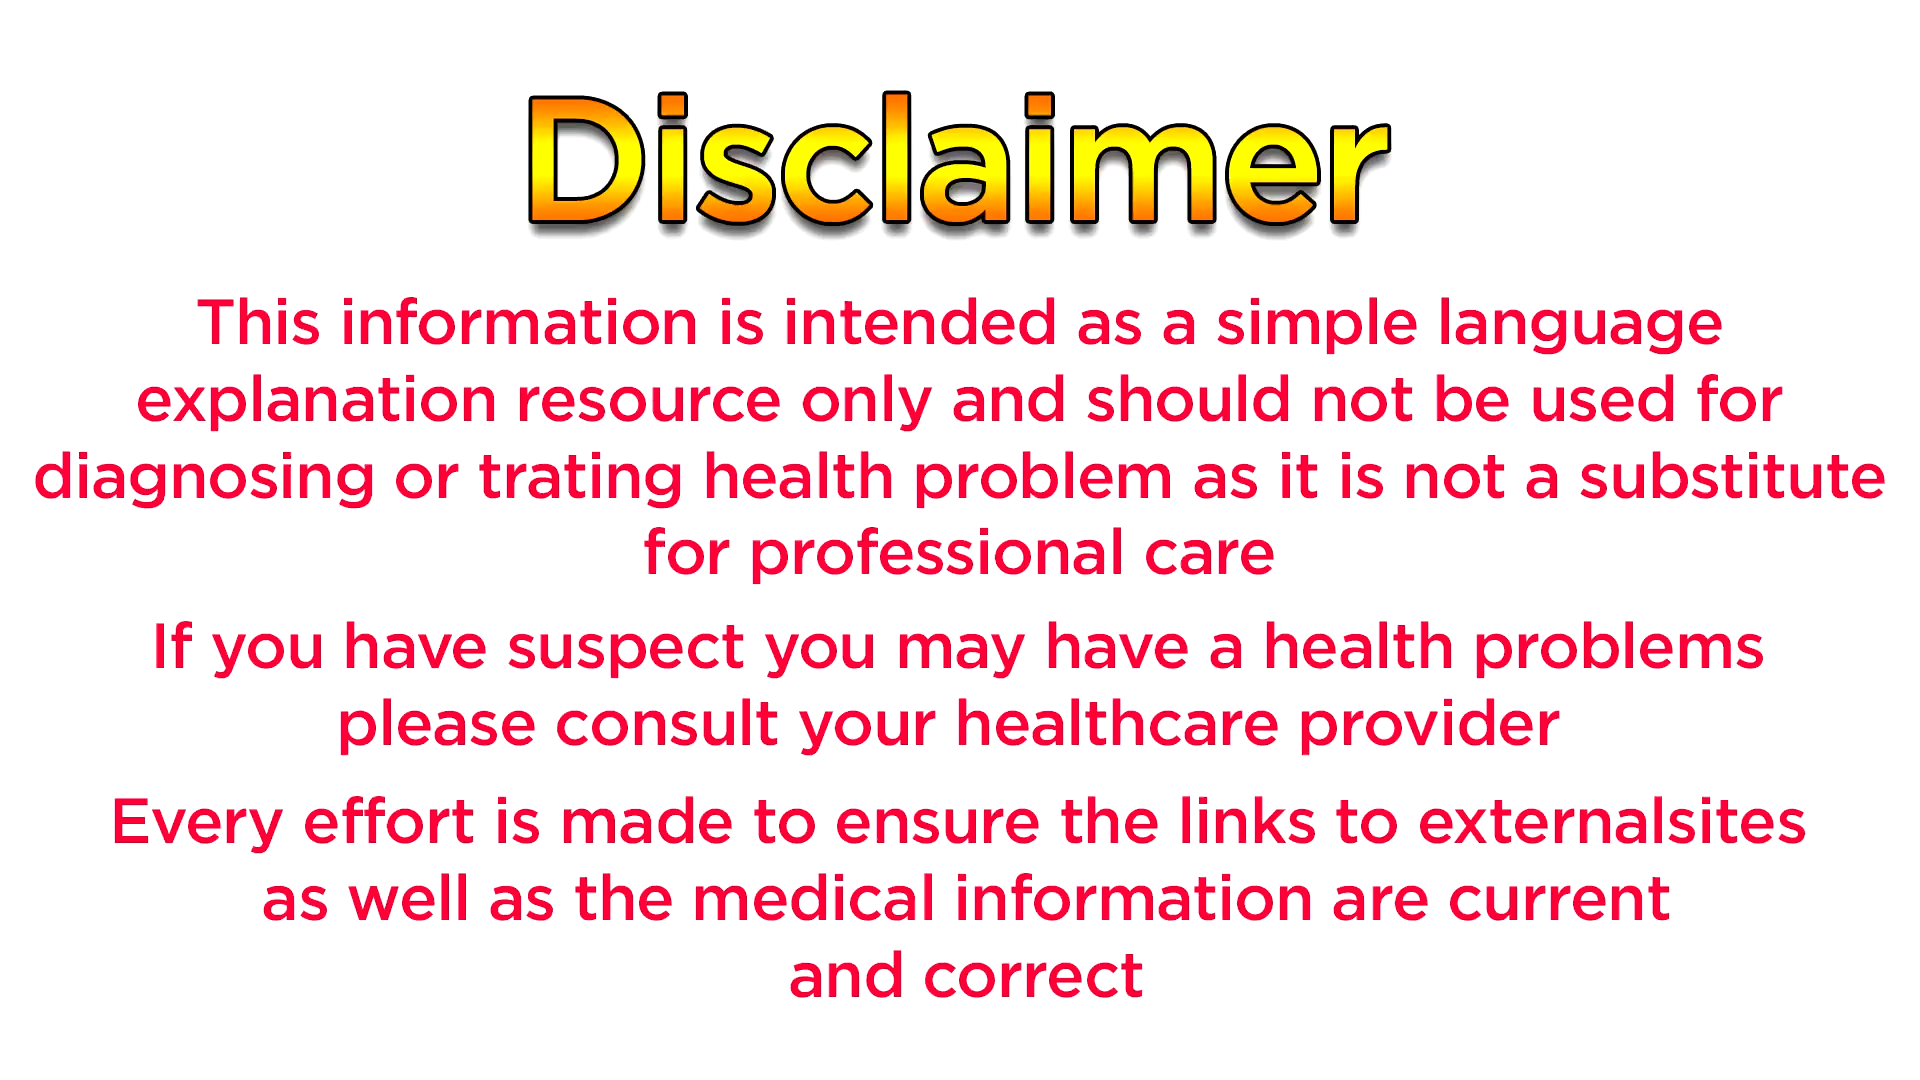 Disclaimer
This information is intended as a simple language
explanation resource only and should not be used for
diagnosing or trating health problem as it is not a substitute
for professional care
If you have suspect you may have a health problems
please consult your healthcare provider
Every effort is made to ensure the links to externalsites
as well as the medical information are current
and correct